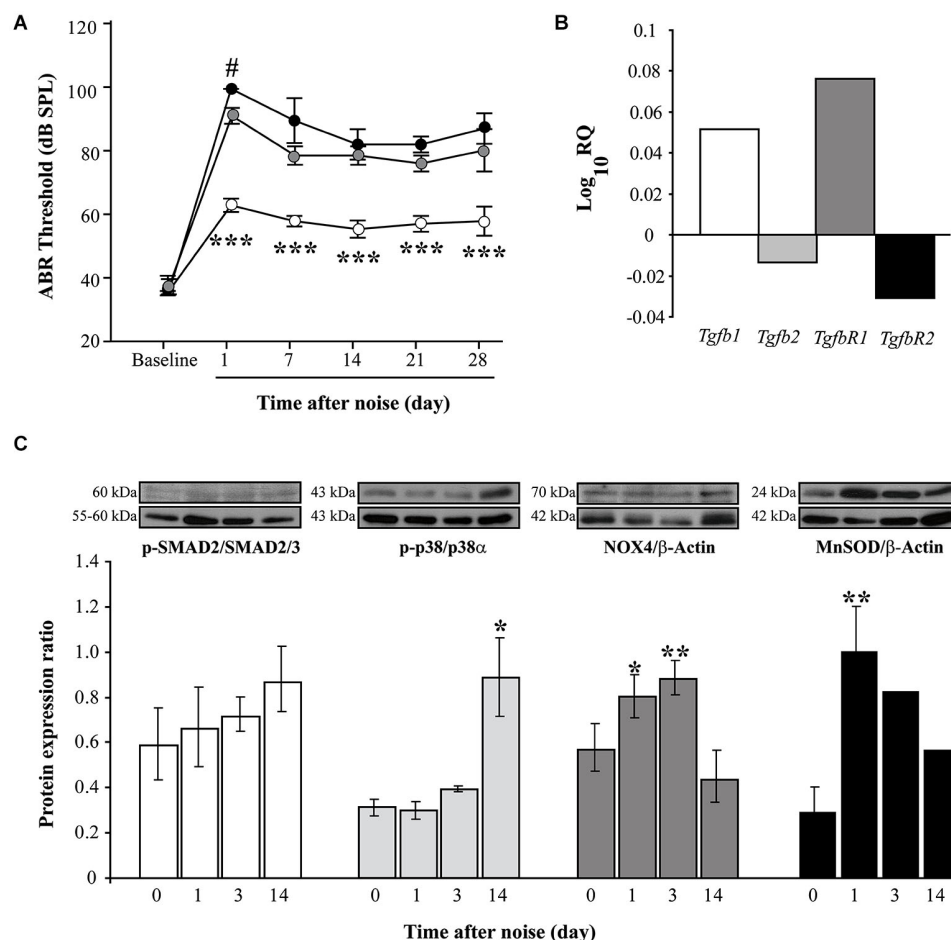 A
ABR Threshold (dB SPL)
120
100
80
60
40
20
#
***
***
***
***
***
Baseline
1
7
14
21
28
Time after noise (day)
B
Log10RQ
0.1
0.08
0.06
0.04
0.02
0
-0.02
-0.04
Tgfb1
Tgfb2
TgfbR1
TgfbR2
C
60 kDa
55-60 kDa
p-SMAD2/SMAD2/3
43 kDa
43 kDa
p-p38/p38α
70 kDa
42 kDa
NOX4/β-Actin
24 kDa
42 kDa
MnSOD/β-Actin
Protein expression ratio
1.4
1.2
1.0
0.8
0.6
0.4
0.2
0
*
*
**
**
0 1 3 14
0 1 3 14
0 1 3 14
0 1 3 14
Time after noise (day)